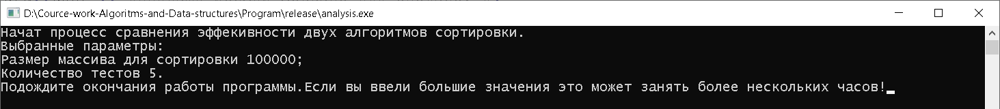 D:\Cource-work-Algoritms-and-Data-structures\Program\release\analysis.exe
Начат процесс сравнения эффекивности двух алгоритмов сортировки.
Выбранные параметры:
Размер массива для сортировки 100000;
Количество тестов 5.
Подождите окончания работы программы.Если вы ввели большие значения это может занять более нескольких часов!